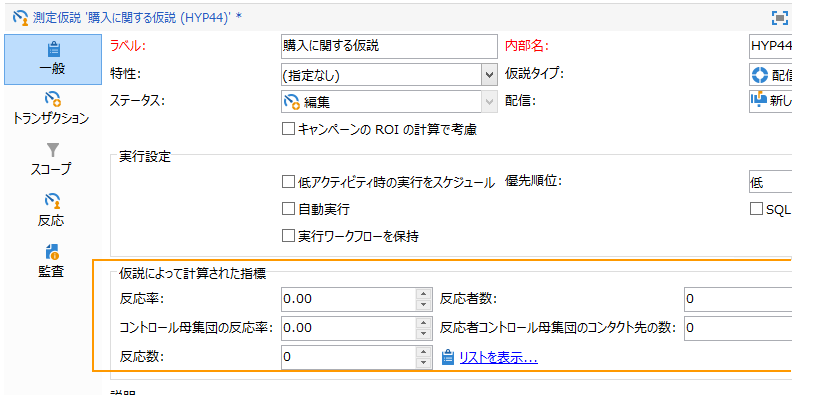 測定仮説 '購入に関する仮説 (HYP44)' *
一般
トランザクション
スコープ
反応
監査
ラベル: 購入に関する仮説 内部名: HYP44
特性: (指定なし) 仮説タイプ: 配信
ステータス: 編集 配信: 新し
キャンペーンの ROI の計算で考慮
実行設定
低アクティビティ時の実行をスケジュール 優先順位: 低
自動実行 SQL
実行ワークフローを保持
仮説によって計算された指標
反応率: 0.00 反応者数: 0
コントロール母集団の反応率: 0.00 反応者コントロール母集団のコンタクト先の数: 0
反応数: 0 リストを表示...